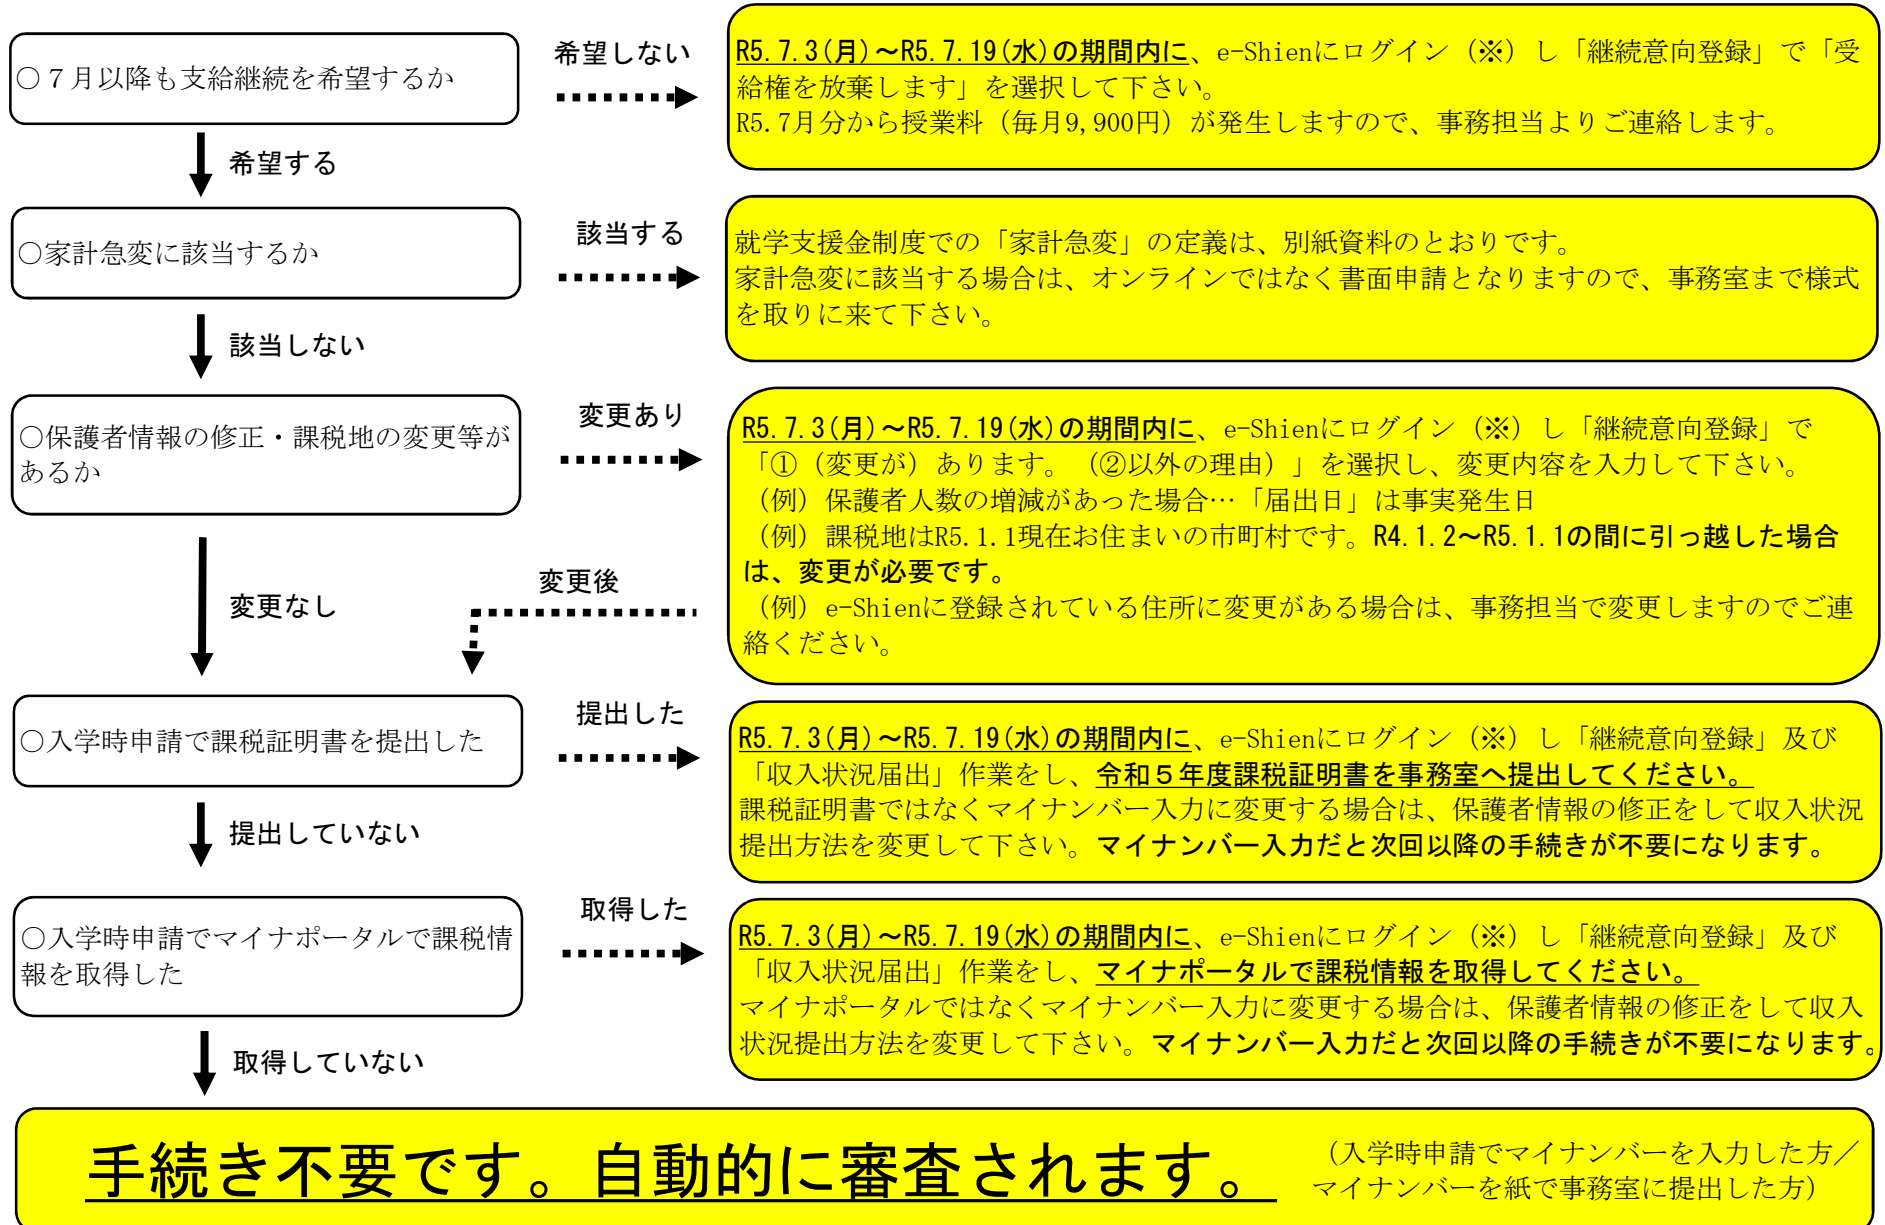 ○７月以降も支給継続を希望するか
希望しない
R5.7.3(月)～R5.7.19(水)の期間内に、e-Shienにログイン（※）し「継続意向登録」で「受
給権を放棄します」を選択して下さい。
R5.7月分から授業料（毎月9,900円）が発生しますので、事務担当よりご連絡します。
希望する
○家計急変に該当するか
該当する
就学支援金制度での「家計急変」の定義は、別紙資料のとおりです。
家計急変に該当する場合は、オンラインではなく書面申請となりますので、事務室まで様式
を取りに来て下さい。
該当しない
○保護者情報の修正・課税地の変更等が
あるか
変更あり
R5.7.3(月)～R5.7.19(水)の期間内に、e-Shienにログイン（※）し「継続意向登録」で
「①（変更が）あります。（②以外の理由）」を選択し、変更内容を入力して下さい。
（例）保護者人数の増減があった場合…「届出日」は事実発生日
（例）課税地はR5.1.1現在お住まいの市町村です。R4.1.2～R5.1.1の間に引っ越した場合
は、変更が必要です。
（例）e-Shienに登録されている住所に変更がある場合は、事務担当で変更しますのでご連
絡ください。
変更なし
変更後
○入学時申請で課税証明書を提出した
提出した
R5.7.3(月)～R5.7.19(水)の期間内に、e-Shienにログイン（※）し「継続意向登録」及び
「収入状況届出」作業をし、令和５年度課税証明書を事務室へ提出してください。
課税証明書ではなくマイナンバー入力に変更する場合は、保護者情報の修正をして収入状況
提出方法を変更して下さい。マイナンバー入力だと次回以降の手続きが不要になります。
提出していない
○入学時申請でマイナポータルで課税情
報を取得した
取得した
R5.7.3(月)～R5.7.19(水)の期間内に、e-Shienにログイン（※）し「継続意向登録」及び
「収入状況届出」作業をし、マイナポータルで課税情報を取得してください。
マイナポータルではなくマイナンバー入力に変更する場合は、保護者情報の修正をして収入
状況提出方法を変更して下さい。マイナンバー入力だと次回以降の手続きが不要になります。
取得していない
手続き不要です。自動的に審査されます。
（入学時申請でマイナンバーを入力した方／
マイナンバーを紙で事務室に提出した方）